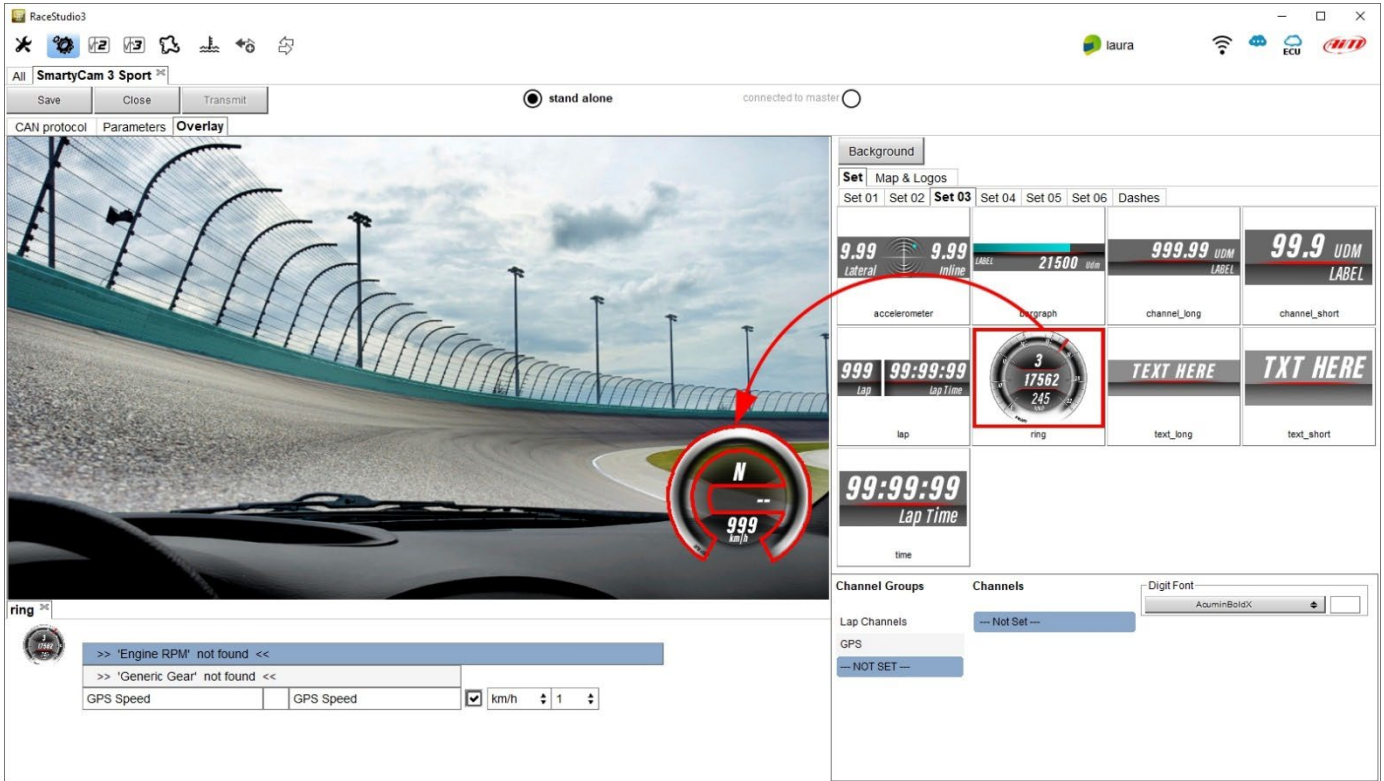 RaceStudio3
laura
ECU
AiM
All SmartyCam 3 Sport
Save Close Transmit
stand alone connected to master
CAN protocol Parameters Overlay
Background
Set Map & Logos
Set 01 Set 02 Set 03 Set 04 Set 05 Set 06 Dashes
9.99 9.99
Lateral Inline
LABEL 21500 Udm
999.99 UDM
LABEL
99.9 UDM
LABEL
accelerometer bargraph channel_long channel_short
999 99:99:99
Lap Lap Time
3
17562
245
TEXT HERE
TXT HERE
lap ring text_long text_short
99:99:99
Lap Time
time
N
--
999
km/h
Channel Groups Channels Digit Font
AcuminBoldX
Lap Channels --- Not Set ---
GPS
--- NOT SET ---
ring
>> 'Engine RPM' not found <<
>> 'Generic Gear' not found <<
GPS Speed GPS Speed km/h 1